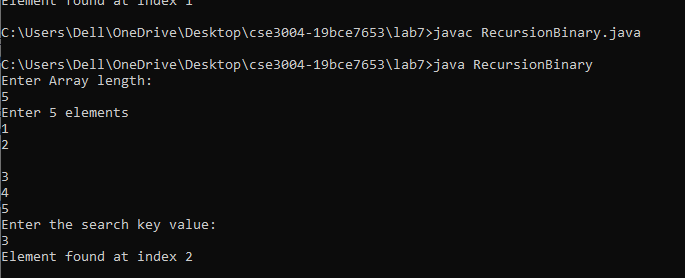 Element found at index 1
C:\Users\Dell\OneDrive\Desktop\cse3004-19bce7653\lab7>javac RecursionBinary.java
C:\Users\Dell\OneDrive\Desktop\cse3004-19bce7653\lab7>java RecursionBinary
Enter Array length:
5
Enter 5 elements
1
2
3
4
5
Enter the search key value:
3
Element found at index 2